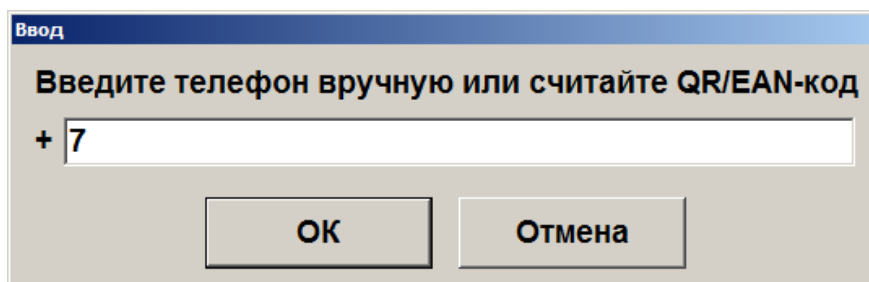 Ввод
Введите телефон вручную или считайте QR/EAN-код
+ 7
ОК Отмена